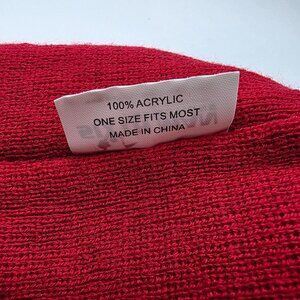 100% ACRYLIC
ONE SIZE FITS MOST
MADE IN CHINA